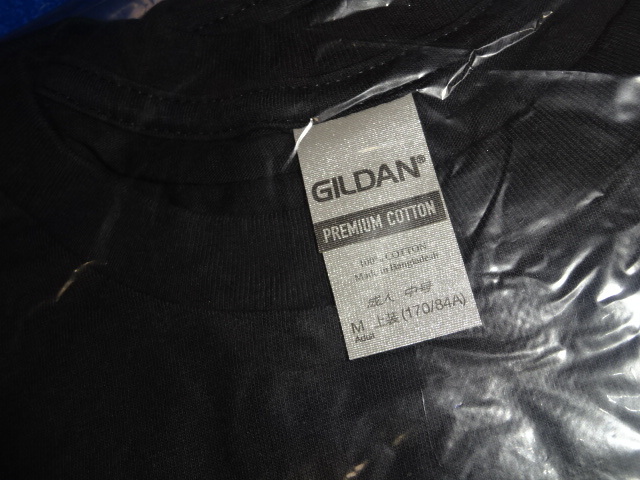 GILDAN®
PREMIUM COTTON
100% COTTON
Made in Bangladesh
成人 中号
M 上装(170/84A)
Adult